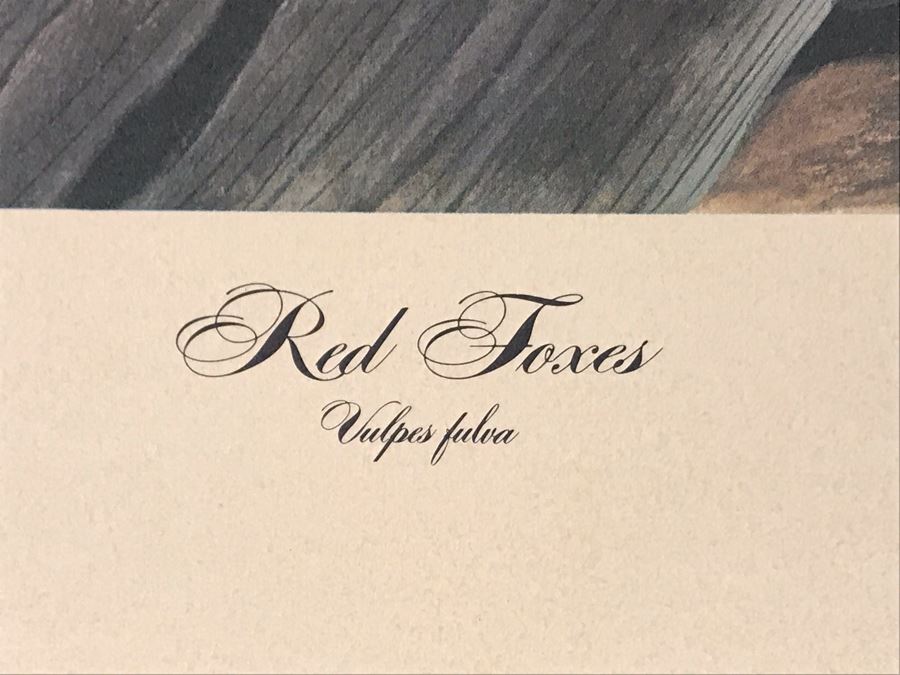 Red Foxes
Vulpes fulva